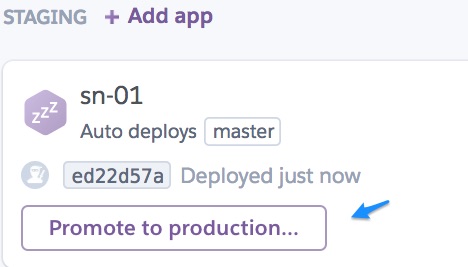 STAGING + Add app
zzz
sn-01
Auto deploys master
ed22d57a Deployed just now
Promote to production...